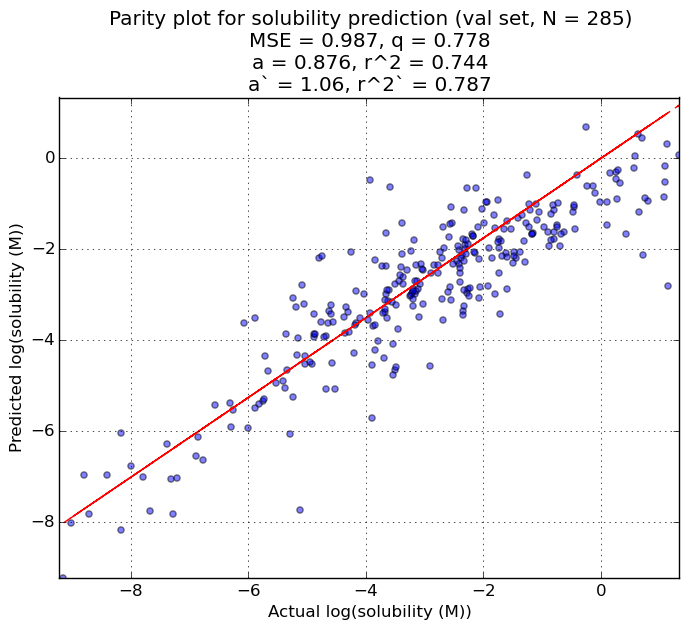 Parity plot for solubility prediction (val set, N = 285)
MSE = 0.987, q = 0.778
a = 0.876, r^2 = 0.744
a` = 1.06, r^2` = 0.787
Predicted log(solubility (M))
0
−2
−4
−6
−8
−8 −6 −4 −2 0
Actual log(solubility (M))